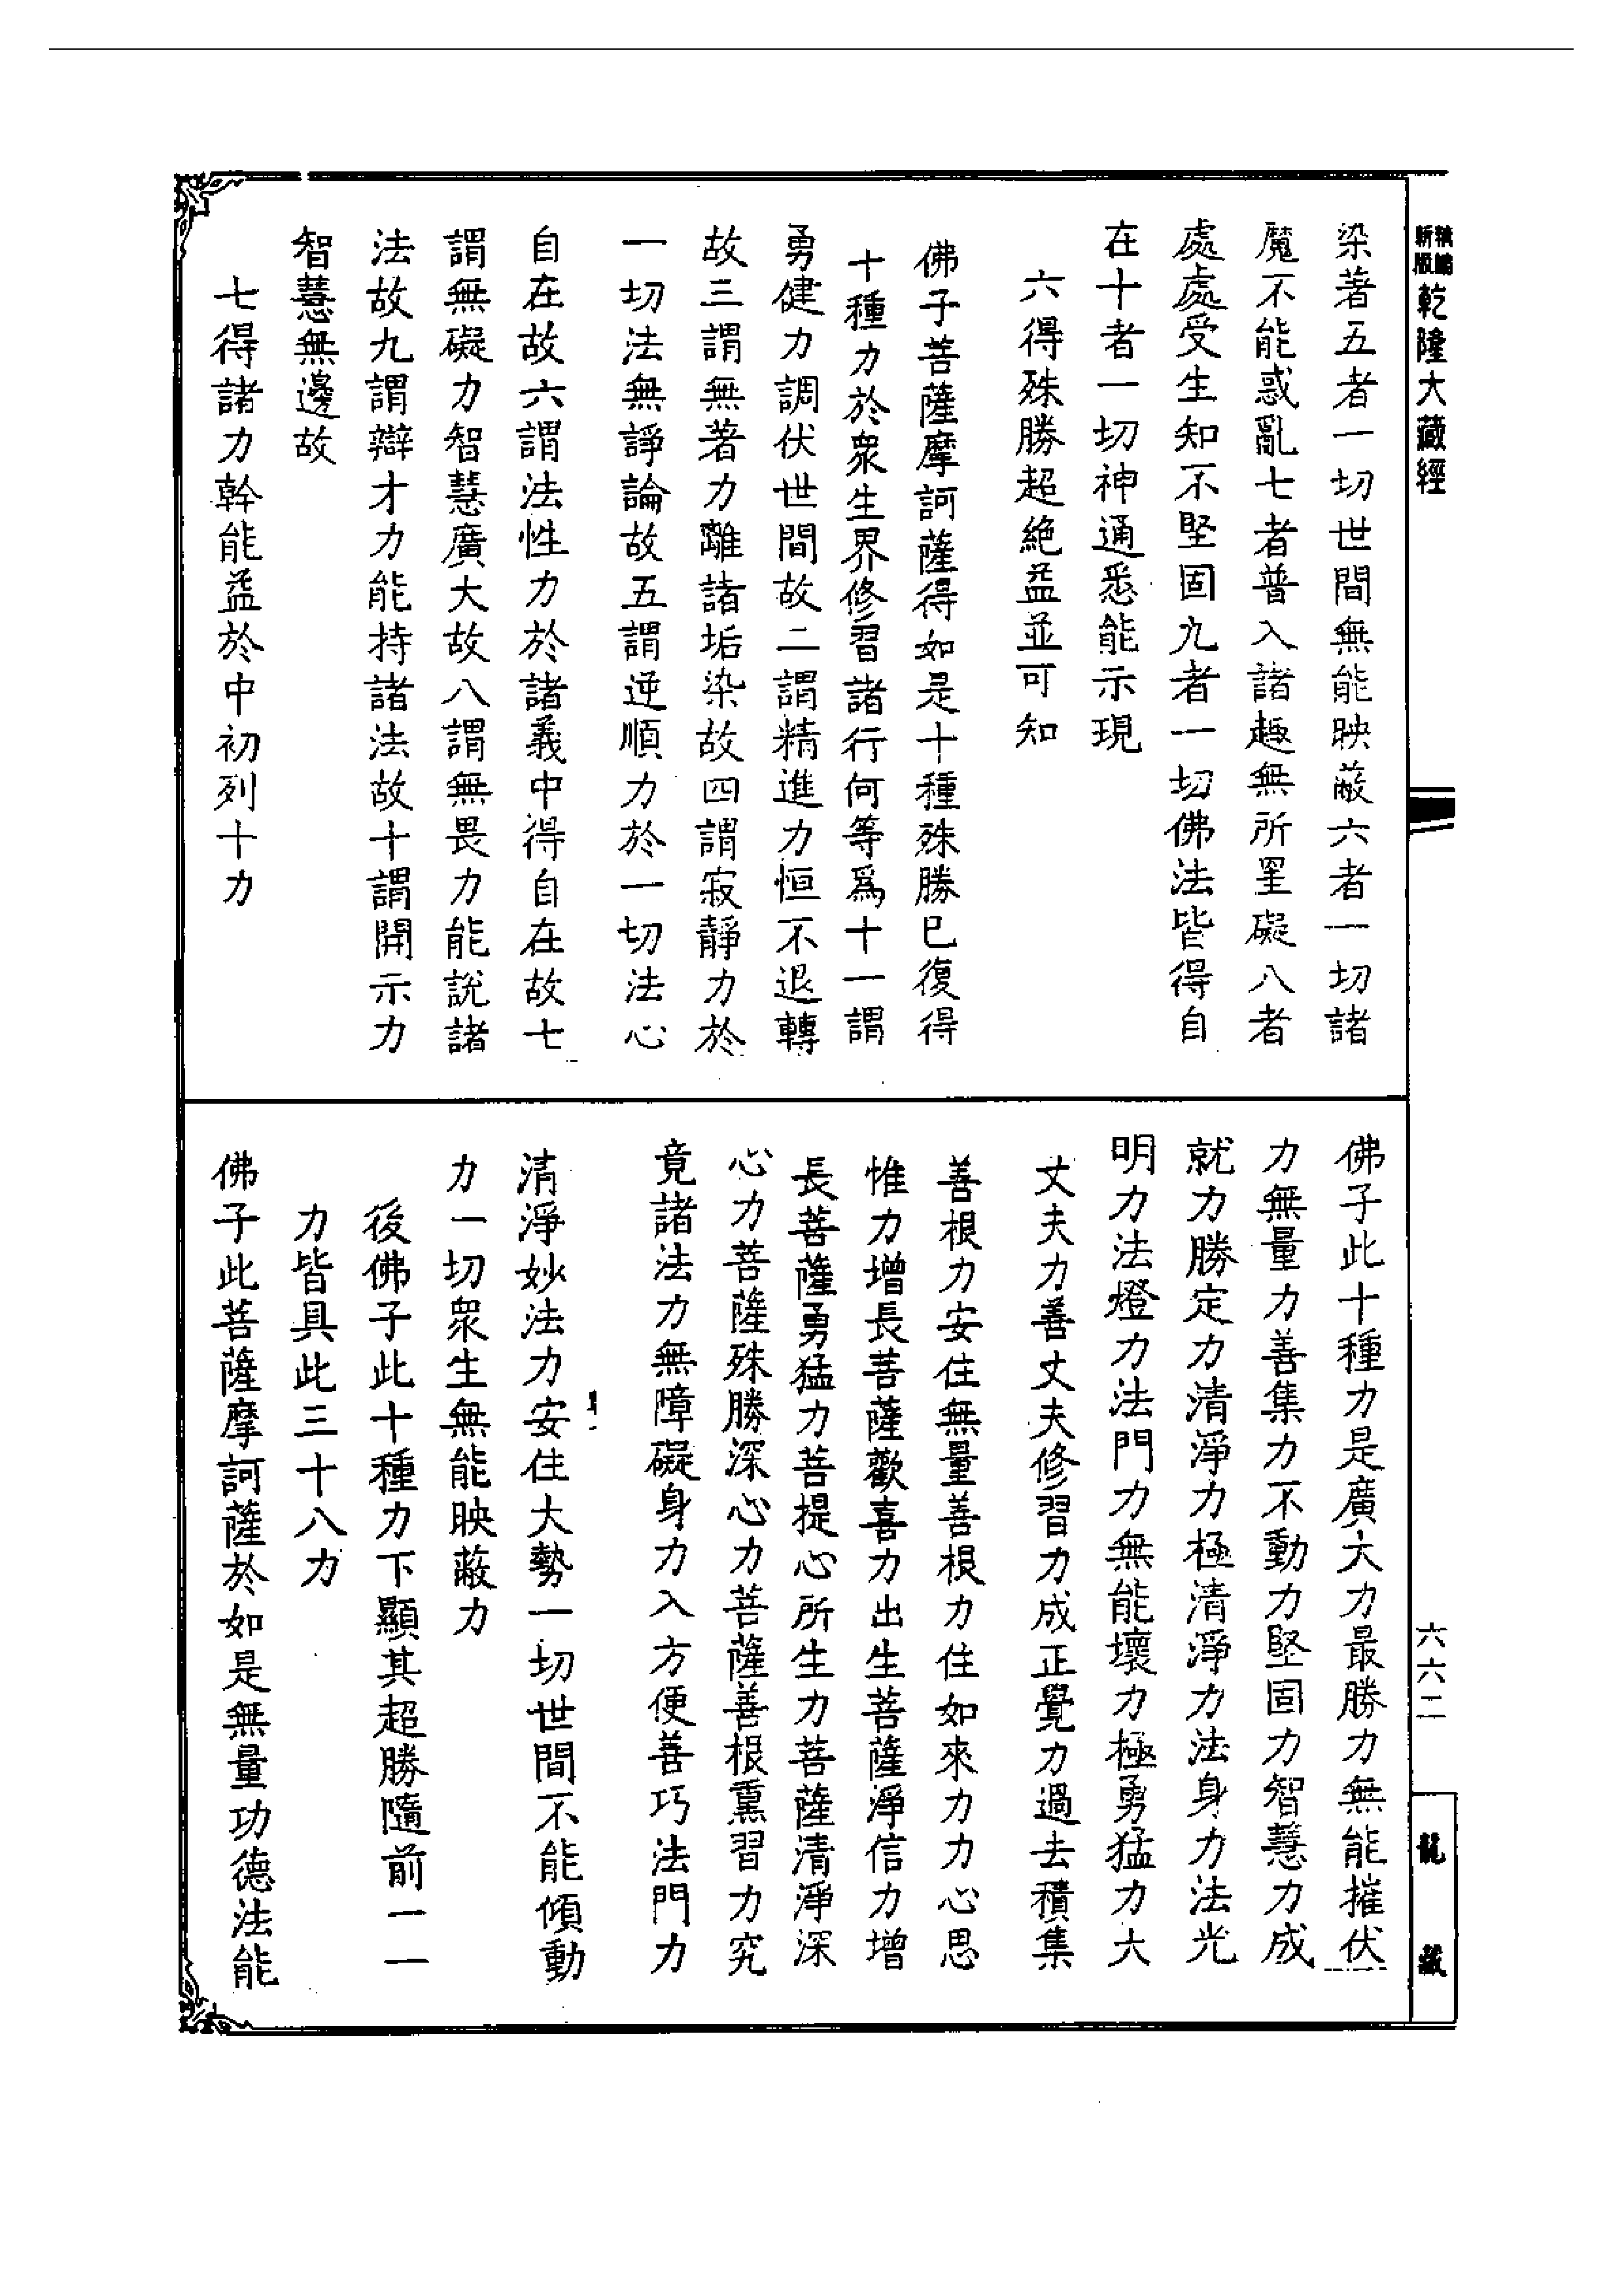 新版
精編
乾隆大藏經
染著五者一切世間無能映蔽六者一切諸
魔不能惑亂七者普入諸趣無所罣礙八者
處處受生知不堅固九者一切佛法皆得自
在十者一切神通悉能示現
六得殊勝超絶益並可知
佛子菩薩摩訶薩得如是十種殊勝已復得
十種力於衆生界修習諸行何等爲十一謂
勇健力調伏世間故二謂精進力恒不退轉
故三謂無著力離諸垢染故四謂寂靜力於
一切法無諍論故五謂逆順力於一切法心
自在故六謂法性力於諸義中得自在故七
謂無礙力智慧廣大故八謂無畏力能說諸
法故九謂辯才力能持諸法故十謂開示力
智慧無邊故
七得諸力幹能益於中初列十力
佛子此十種力是廣大力最勝力無能摧伏
力無量力善集力不動力堅固力智慧力成
就力勝定力清淨力極清淨力法身力法光
明力法燈力法門力無能壞力極勇猛力大
丈夫力善丈夫修習力成正覺力過去積集
善根力安住無量善根力住如來力力心思
惟力增長菩薩歡喜力出生菩薩淨信力增
長菩薩勇猛力菩提心所生力菩薩清淨深
心力菩薩殊勝深心力菩薩善根熏習力究
竟諸法力無障礙身力入方便善巧法門力
清淨妙法力安住大勢一切世間不能傾動
力一切衆生無能映蔽力
後佛子此十種力下顯其超勝隨前一一
力皆具此三十八力
佛子此菩薩摩訶薩於如是無量功德法能
六六二
龍藏